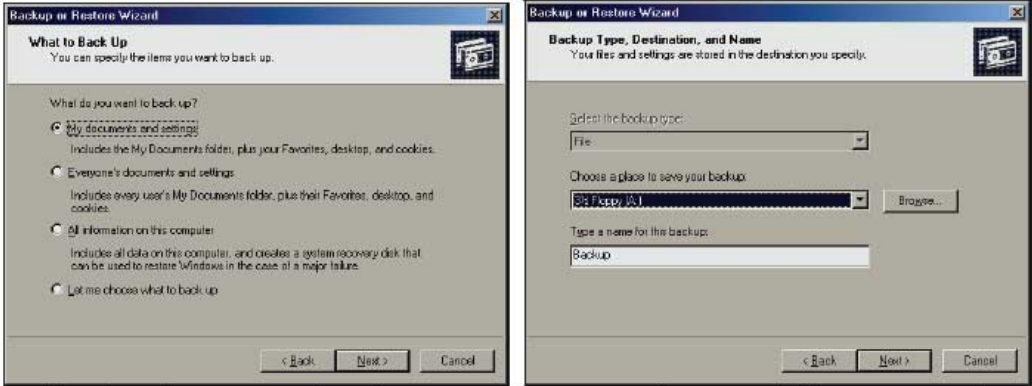 Backup or Restore Wizard
What to Back Up
You can specify the items you want to back up.
What do you want to back up?
My documents and settings
Includes the My Documents folder, plus your Favorites, desktop, and cookies.
Everyone's documents and settings
Includes every user's My Documents folder, plus their Favorites, desktop, and
cookies.
All information on this computer
Includes all data on this computer, and creates a system recovery disk that
can be used to restore Windows in the case of a major failure.
Let me choose what to back up
< Back
Next >
Cancel
Backup or Restore Wizard
Backup Type, Destination, and Name
Your files and settings are stored in the destination you specify.
Select the backup type:
File
Choose a place to save your backup:
3½ Floppy (A:)
Browse...
Type a name for this backup:
Backup
< Back
Next >
Cancel